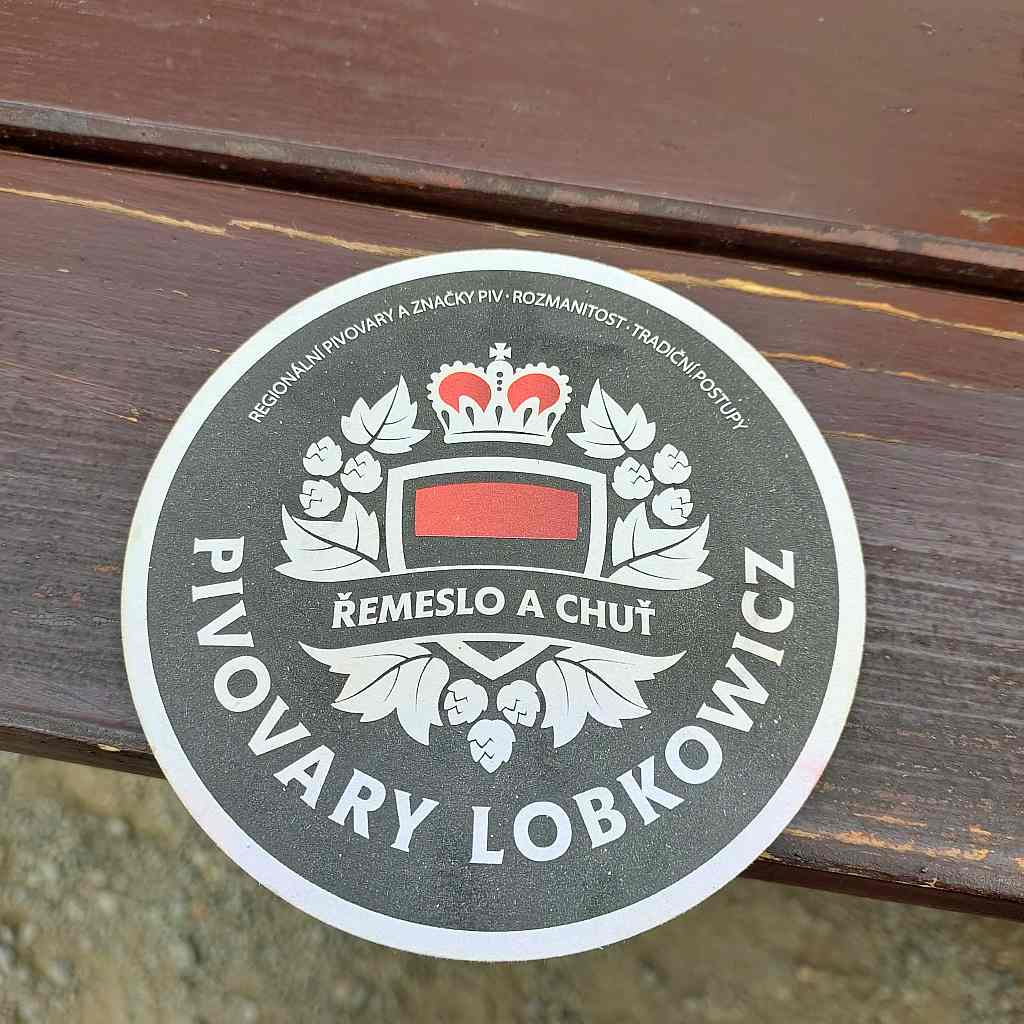 REGIONÁLNÍ PIVOVARY A ZNAČKY PIV · ROZMANITOST · TRADIČNÍ POSTUPY
ŘEMESLO A CHUŤ
PIVOVARY LOBKOWICZ